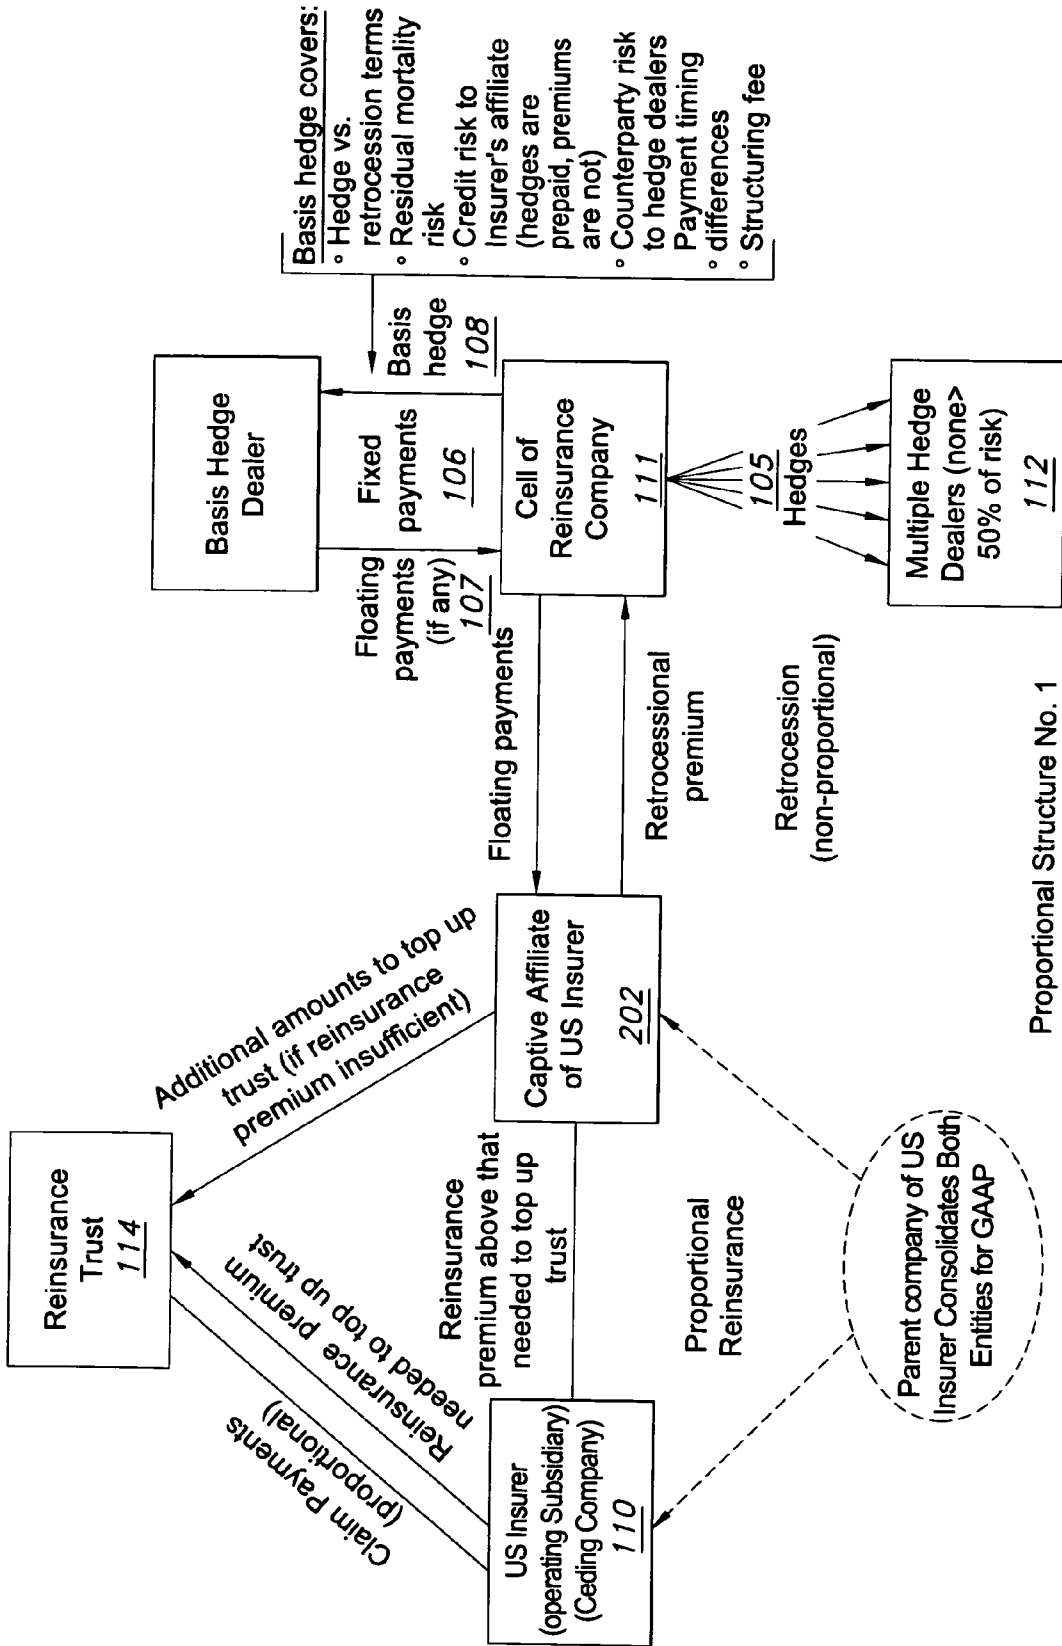 Reinsurance
Trust
114
Claim Payments
(proportional)
Reinsurance premium
needed to top up trust
Additional amounts to top up
trust (if reinsurance
premium insufficient)
US Insurer
(operating Subsidiary)
(Ceding Company)
110
Reinsurance
premium above that
needed to top up
trust
Proportional
Reinsurance
Captive Affiliate
of US Insurer
202
Parent company of US
Insurer Consolidates Both
Entities for GAAP
Floating payments
Retrocessional
premium
Retrocession
(non-proportional)
Basis Hedge
Dealer
Floating
payments
(if any)
107
Fixed
payments
106
Basis
hedge
108
Cell of
Reinsurance
Company
111
105
Hedges
Multiple Hedge
Dealers (none>
50% of risk)
112
Basis hedge covers:
° Hedge vs.
retrocession terms
° Residual mortality
risk
° Credit risk to
Insurer's affiliate
(hedges are
prepaid, premiums
are not)
° Counterparty risk
to hedge dealers
Payment timing
° differences
° Structuring fee
Proportional Structure No. 1